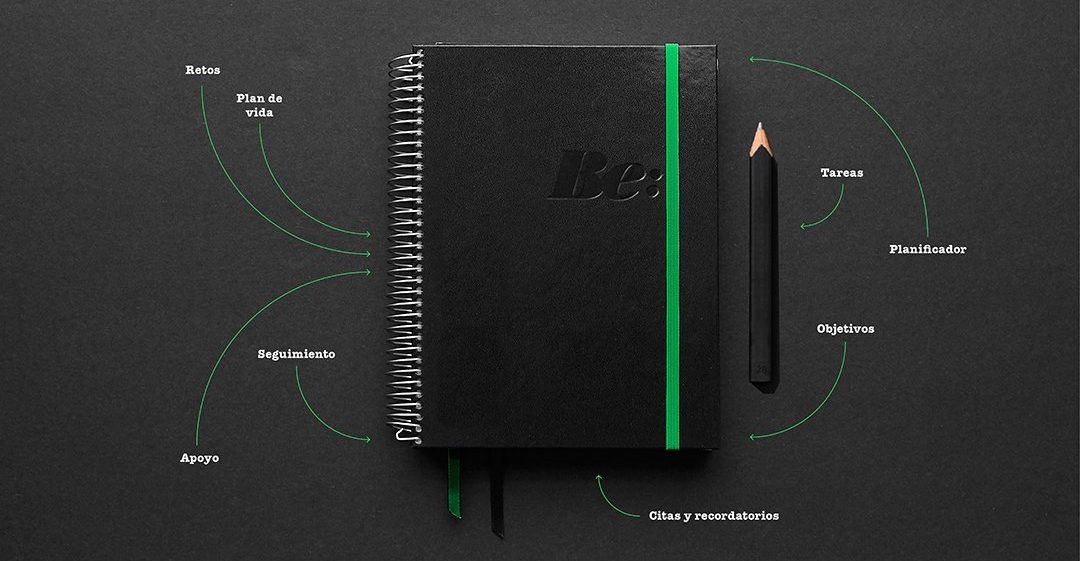 Retos
Plan de
vida
Be:
Tareas
Planificador
Objetivos
Seguimiento
Apoyo
Citas y recordatorios